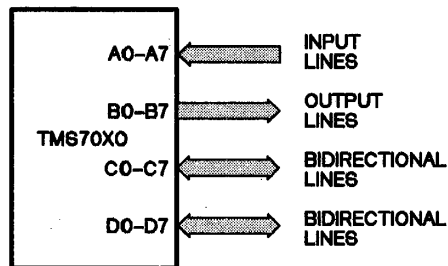 A0-A7
INPUT
LINES
B0-B7
OUTPUT
LINES
TMS70X0
C0-C7
BIDIRECTIONAL
LINES
D0-D7
BIDIRECTIONAL
LINES